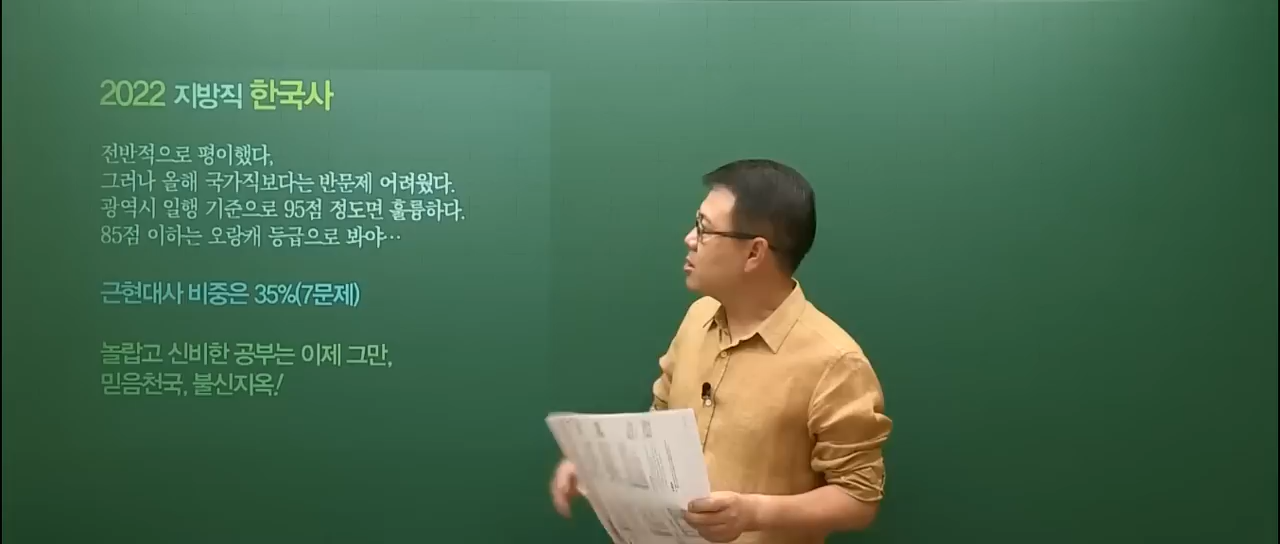 2022 지방직 한국사
전반적으로 평이했다,
그러나 올해 국가직보다는 반문제 어려웠다.
광역시 일행 기준으로 95점 정도면 훌륭하다.
85점 이하는 오랑캐 등급으로 봐야…
근현대사 비중은 35%(7문제)
놀랍고 신비한 공부는 이제 그만,
믿음천국, 불신지옥!